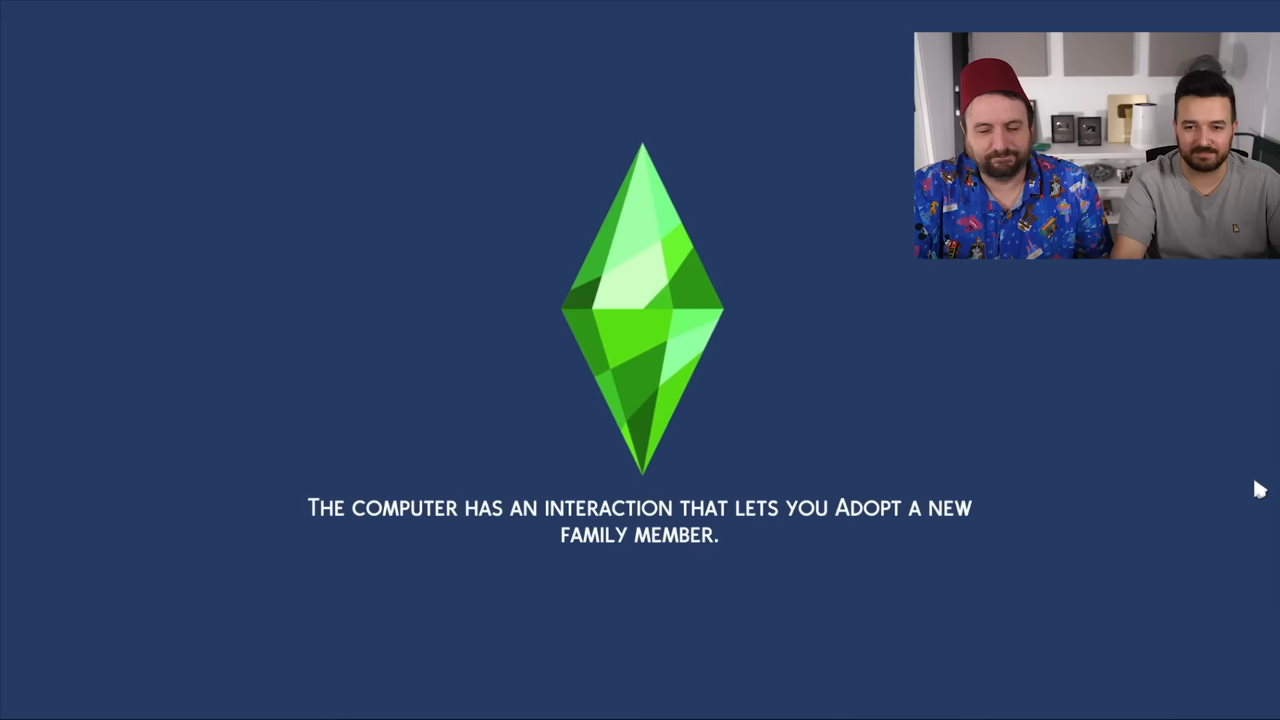 The computer has an interaction that lets you Adopt a new
family member.